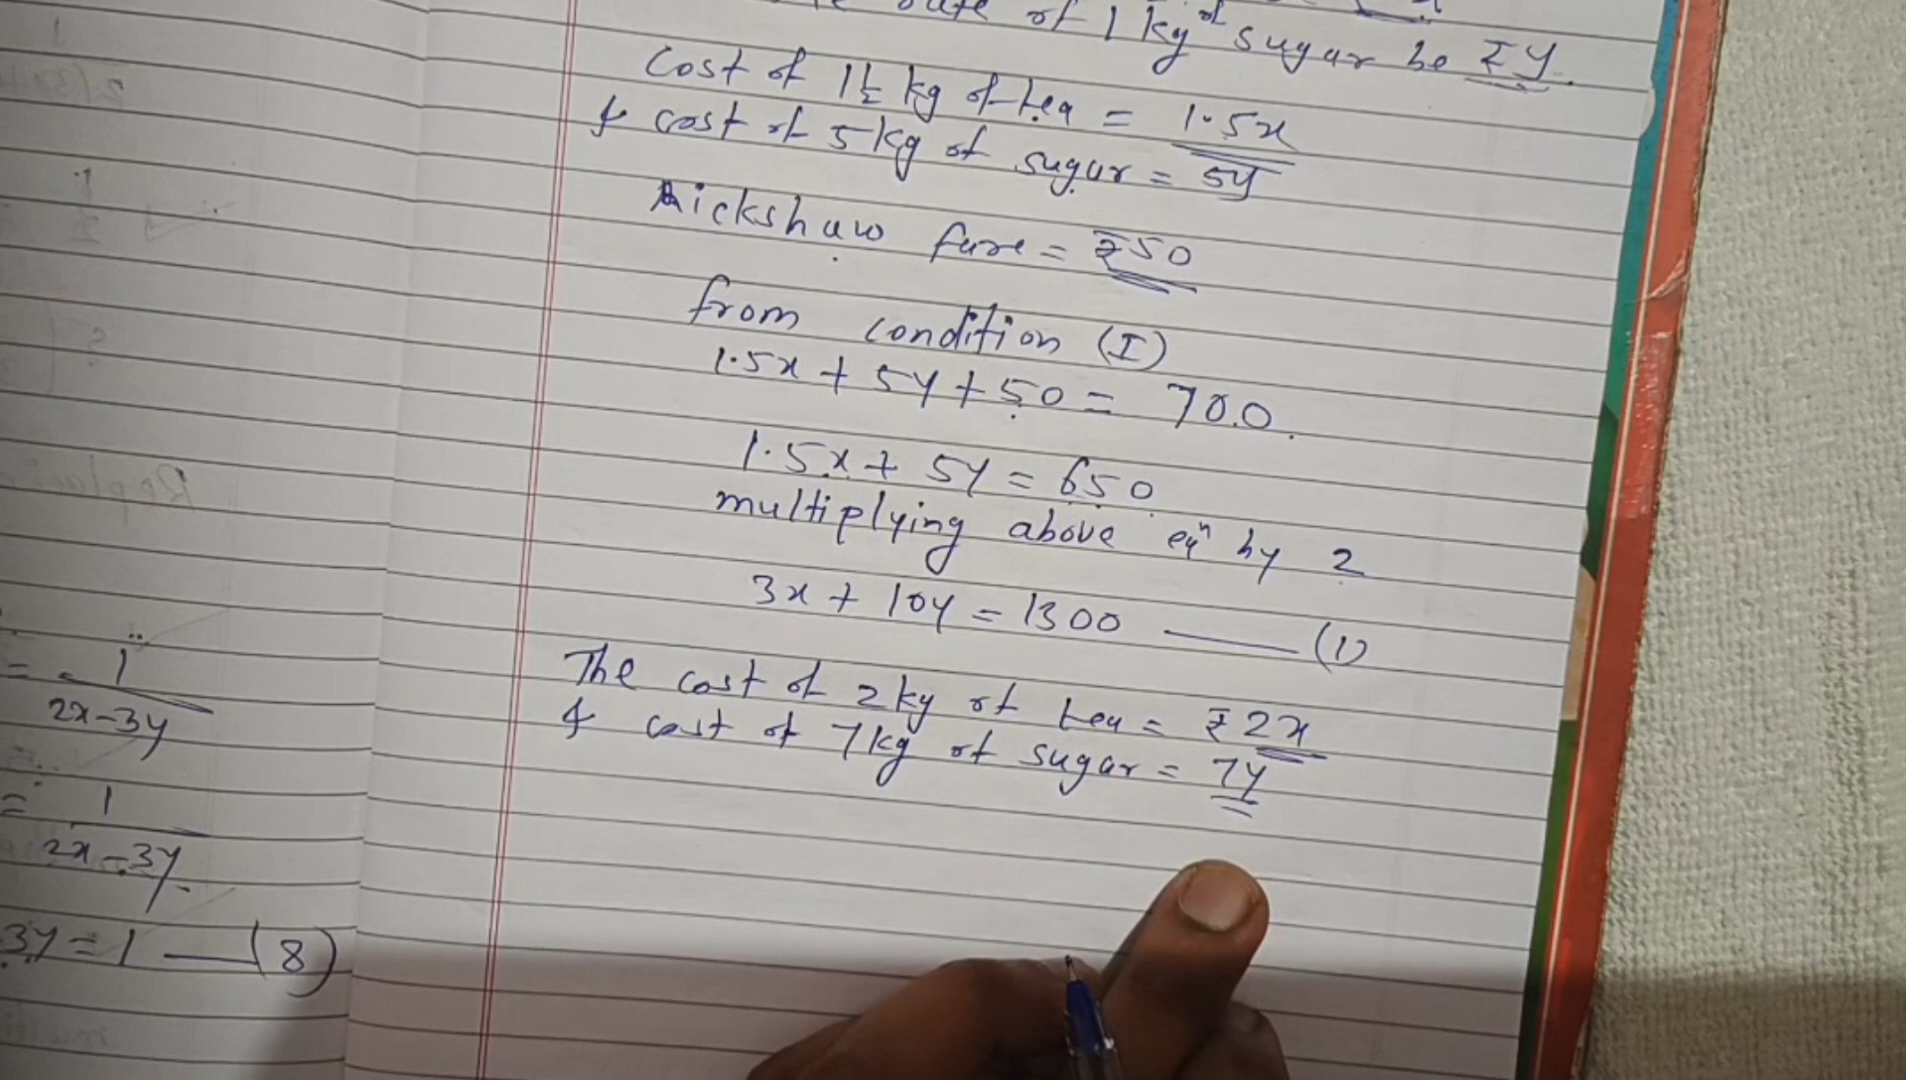 = 1
2x-3y
= 1
2x-3y
3y = 1 — (8)
of 1 kg of sugar be ₹ y.
Cost of 1½ kg of tea = 1.5x
& cost of 5 kg of sugar = 5y
Rickshaw fare = ₹50
from condition (I)
1.5x + 5y + 50 = 700.
1.5x + 5y = 650
multiplying above eqⁿ by 2
3x + 10y = 1300 — (1)
The cost of 2 kg of tea = ₹2x
& cost of 7 kg of sugar = 7y